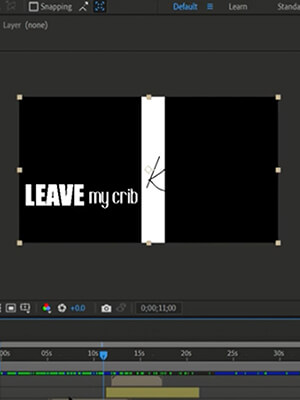 Snapping
Default
Learn
Standa
Layer (none)
LEAVE my crib
K
+0.0
0;00;11;00
00s 05s 10s 15s 20s 25s 30s